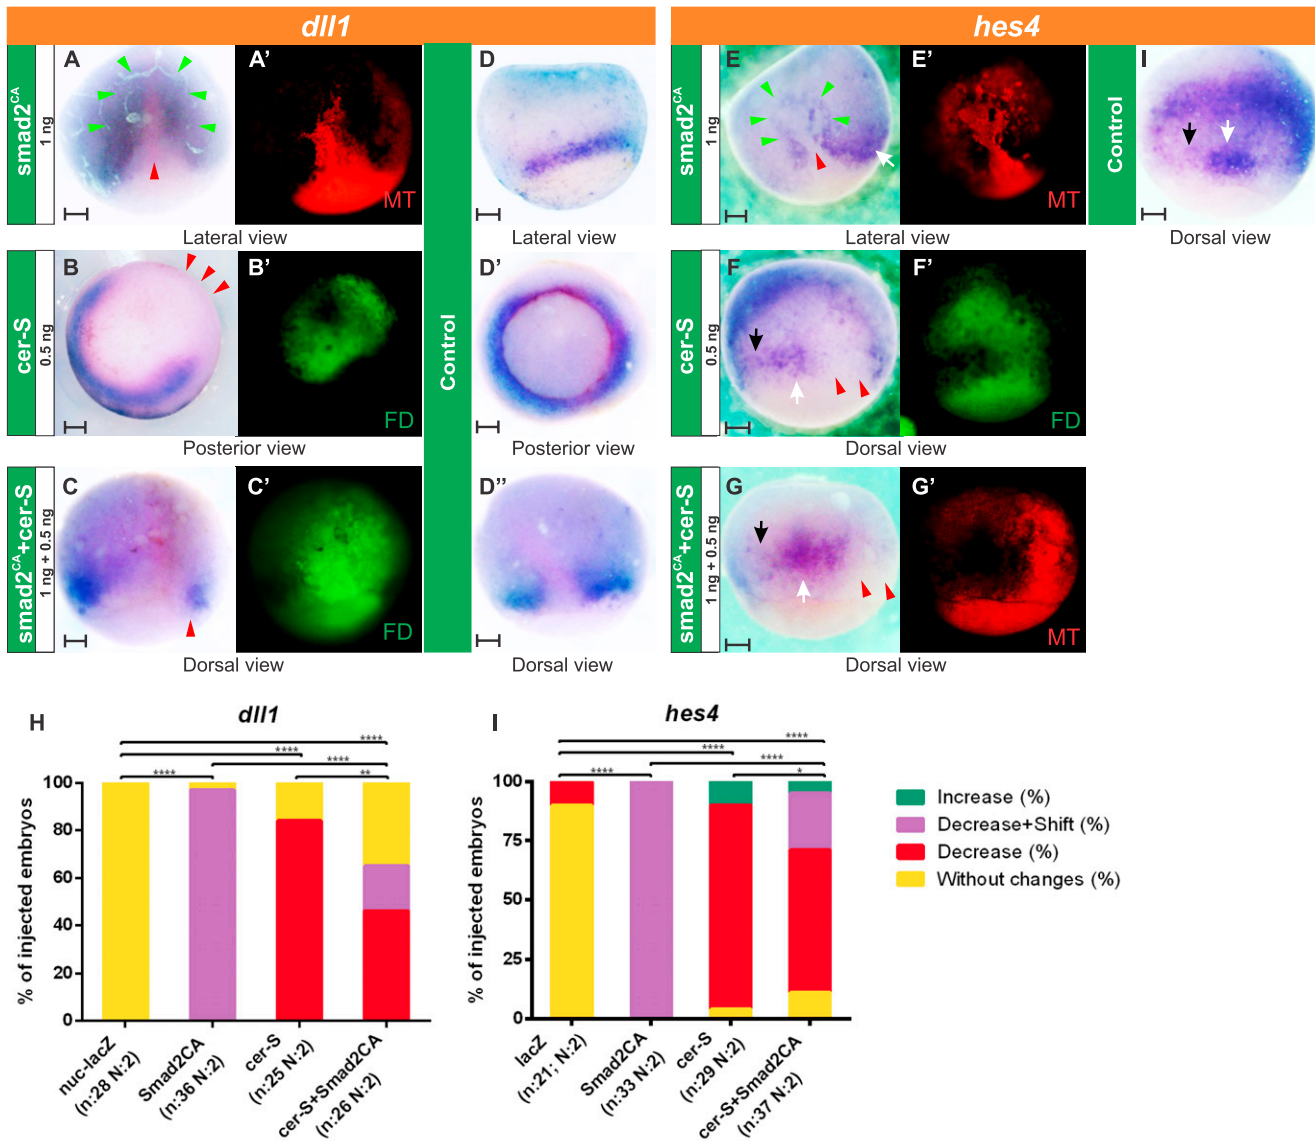 dll1
hes4
smad2CA
1 ng
A
A’
MT
Lateral view
D
Lateral view
E
E’
MT
Lateral view
Control
I
Dorsal view
cer-S
0.5 ng
B
B’
FD
Posterior view
Control
D’
Posterior view
cer-S
0.5 ng
F
F’
FD
Dorsal view
smad2CA+cer-S
1 ng + 0.5 ng
C
C’
FD
Dorsal view
D’’
Dorsal view
smad2CA+cer-S
1 ng + 0.5 ng
G
G’
MT
Dorsal view
smad2CA
1 ng
H
dll1
****
****
****
****
**
% of injected embryos
100
80
60
40
20
0
nuc-lacZ
(n:28 N:2)
Smad2CA
(n:36 N:2)
cer-S
(n:25 N:2)
cer-S+Smad2CA
(n:26 N:2)
I
hes4
****
****
****
****
*
% of injected embryos
100
75
50
25
0
lacZ
(n:21; N:2)
Smad2CA
(n:33 N:2)
cer-S
(n:29 N:2)
cer-S+Smad2CA
(n:37 N:2)
Increase (%)
Decrease+Shift (%)
Decrease (%)
Without changes (%)